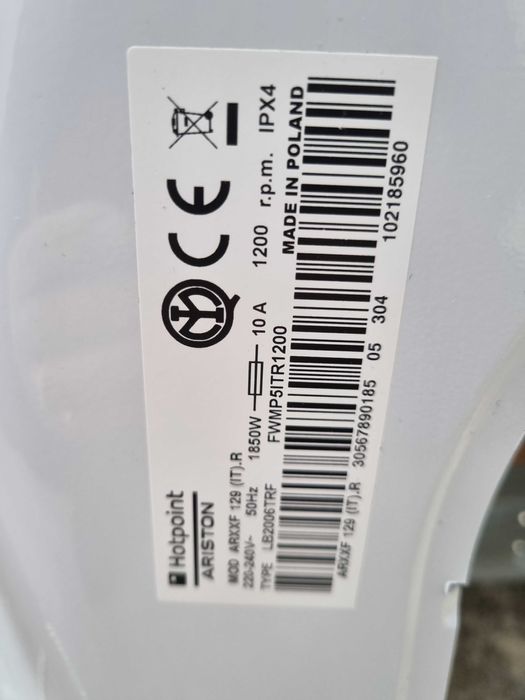 Hotpoint
ARISTON
MOD ARXXF 129 (IT).R
220-240V~ 50Hz 1850W 10 A 1200 r.p.m. IPX4
TYPE LB2006TRF FWMP5ITR1200 MADE IN POLAND
ARXXF 129 (IT).R 30567890185 05 304 102185960
CE